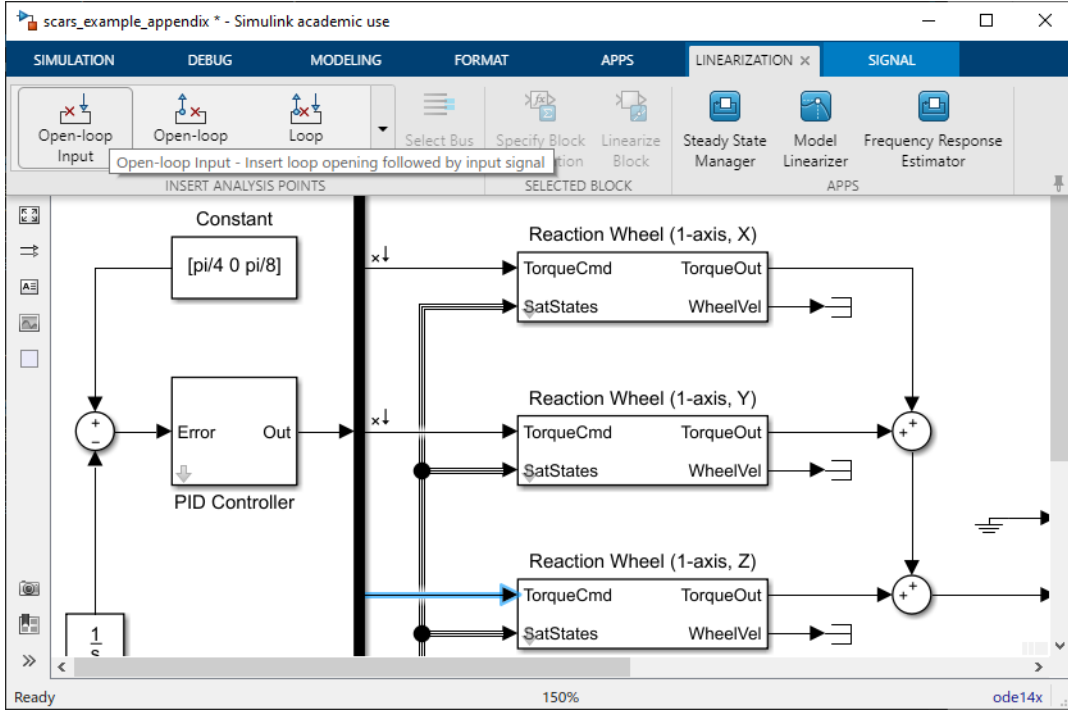 scars_example_appendix * - Simulink academic use
SIMULATION DEBUG MODELING FORMAT APPS LINEARIZATION × SIGNAL
Open-loop Input
Open-loop
Loop
Select Bus
Specify Block
Linearize Block
Steady State Manager
Model Linearizer
Frequency Response Estimator
Open-loop Input - Insert loop opening followed by input signal
INSERT ANALYSIS POINTS SELECTED BLOCK APPS
Constant
[pi/4 0 pi/8]
Reaction Wheel (1-axis, X)
TorqueCmd TorqueOut
SatStates WheelVel
Reaction Wheel (1-axis, Y)
TorqueCmd TorqueOut
SatStates WheelVel
Error Out
PID Controller
Reaction Wheel (1-axis, Z)
TorqueCmd TorqueOut
SatStates WheelVel
1
s
Ready 150% ode14x